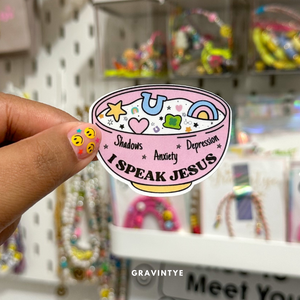 Shadows
Depression
Anxiety
I SPEAK JESUS
Meet You
GRAVINTYE